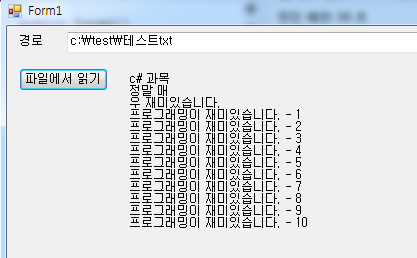 Form1
경로 c:₩test₩테스트txt
파일에서 읽기
c# 과목
정말 매
우 재미있습니다.
프로그래밍이 재미있습니다. - 1
프로그래밍이 재미있습니다. - 2
프로그래밍이 재미있습니다. - 3
프로그래밍이 재미있습니다. - 4
프로그래밍이 재미있습니다. - 5
프로그래밍이 재미있습니다. - 6
프로그래밍이 재미있습니다. - 7
프로그래밍이 재미있습니다. - 8
프로그래밍이 재미있습니다. - 9
프로그래밍이 재미있습니다. - 10